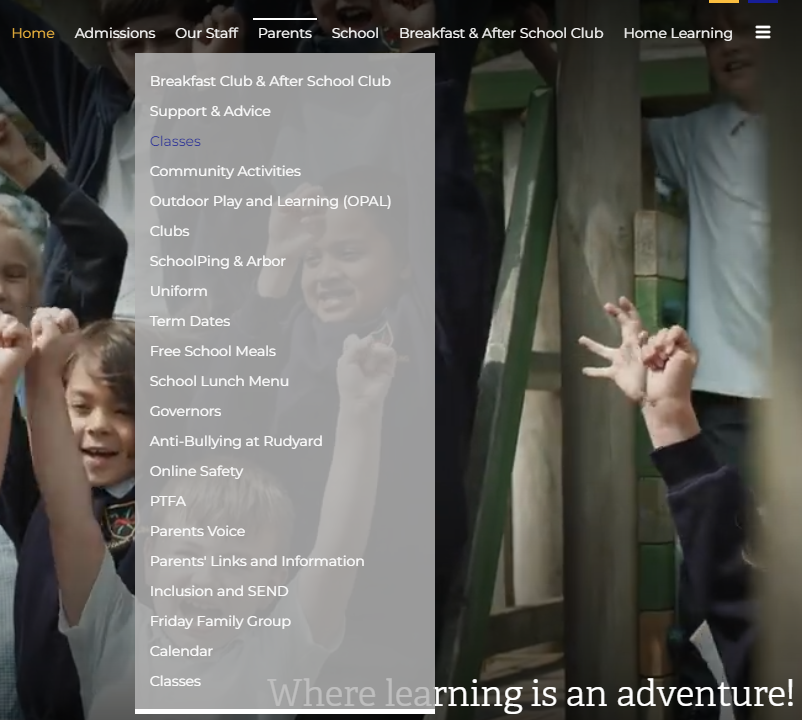 Home Admissions Our Staff Parents School Breakfast & After School Club Home Learning
Breakfast Club & After School Club
Support & Advice
Classes
Community Activities
Outdoor Play and Learning (OPAL)
Clubs
SchoolPing & Arbor
Uniform
Term Dates
Free School Meals
School Lunch Menu
Governors
Anti-Bullying at Rudyard
Online Safety
PTFA
Parents Voice
Parents' Links and Information
Inclusion and SEND
Friday Family Group
Calendar
Classes
Where learning is an adventure!